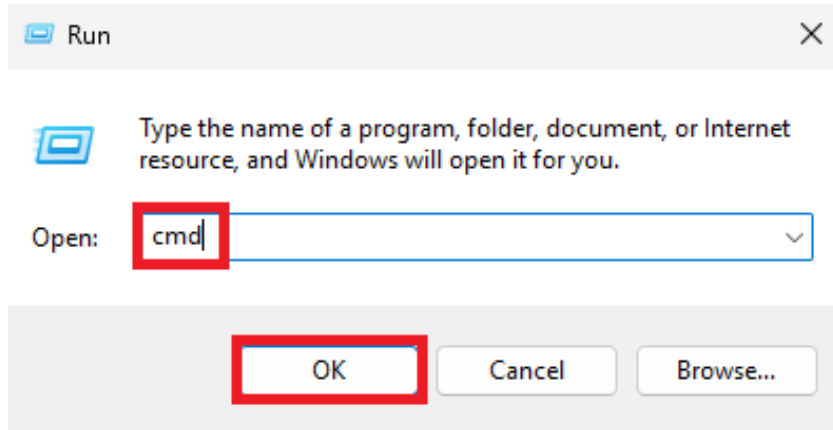 Run
Type the name of a program, folder, document, or Internet
resource, and Windows will open it for you.
Open: cmd
OK Cancel Browse...